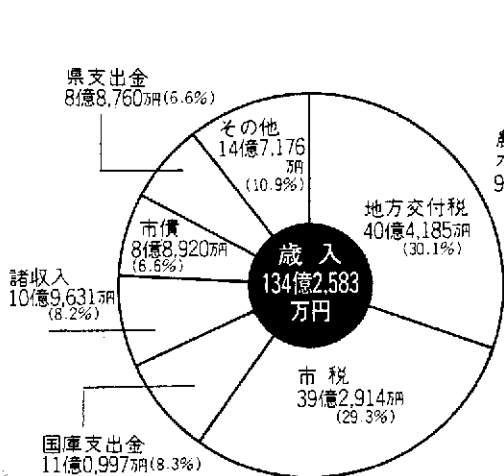 県支出金
8億8,760万円(6.6%)
その他
14億7,176
万円
(10.9%)
地方交付税
40億4,185万円
(30.1%)
市債
8億8,920万円
(6.6%)
歳入
134億2,583
万円
諸収入
10億9,631万円
(8.2%)
市税
39億2,914万円
(29.3%)
国庫支出金
11億0,997万円(8.3%)